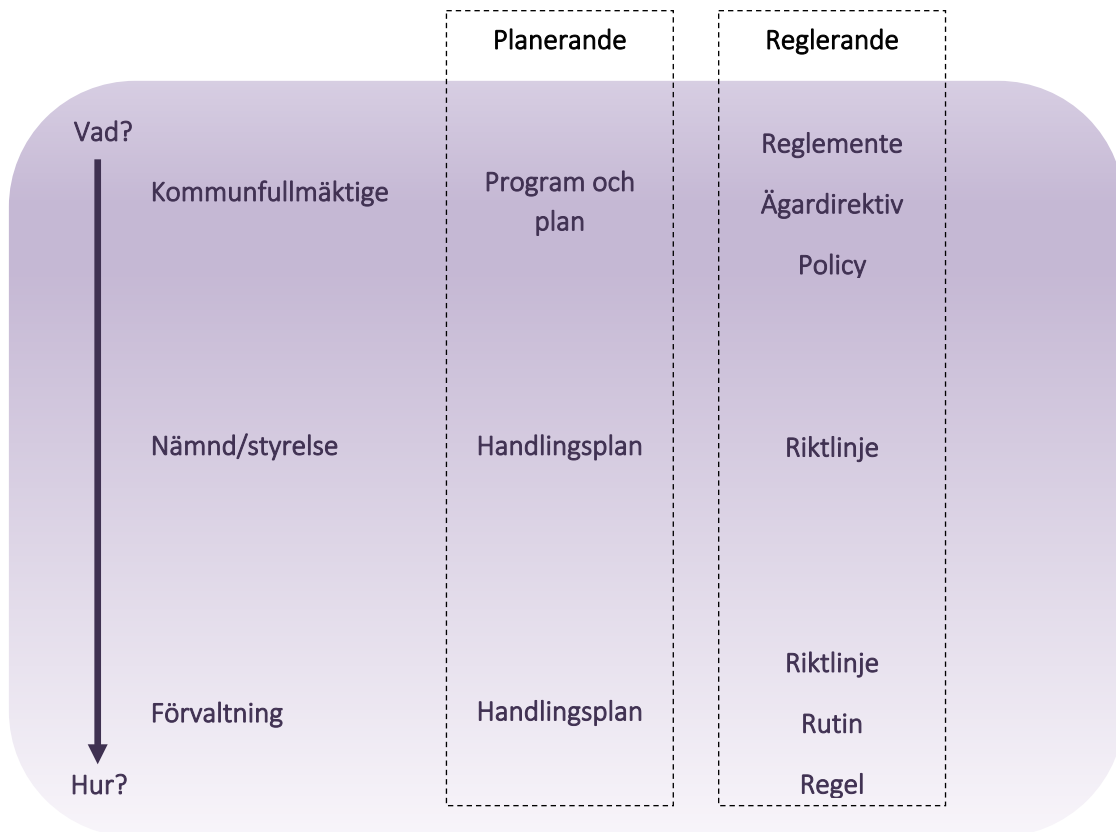 Planerande
Reglerande
Vad?
Kommunfullmäktige
Program och
plan
Reglemente
Ägardirektiv
Policy
Nämnd/styrelse
Handlingsplan
Riktlinje
Förvaltning
Handlingsplan
Riktlinje
Rutin
Regel
Hur?